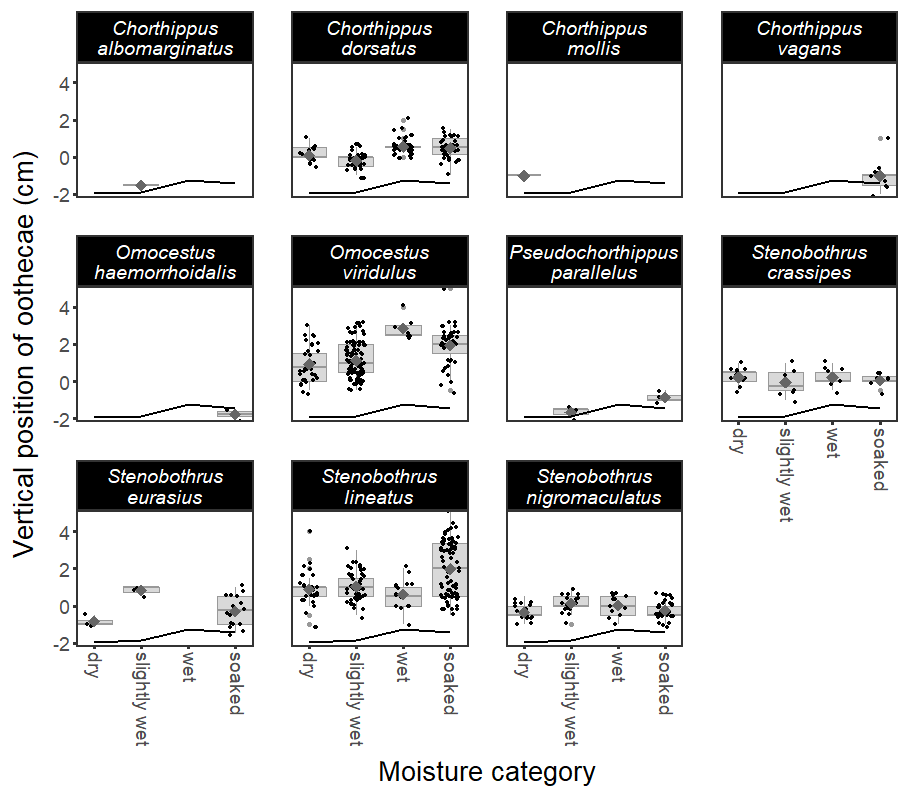 Chorthippus albomarginatus
Chorthippus dorsatus
Chorthippus mollis
Chorthippus vagans
4
2
0
-2
Omocestus haemorrhoidalis
Omocestus viridulus
Pseudochorthippus parallelus
Stenobothrus crassipes
4
2
0
-2
dry
slightly wet
wet
soaked
Stenobothrus eurasius
Stenobothrus lineatus
Stenobothrus nigromaculatus
4
2
0
-2
dry
slightly wet
wet
soaked
dry
slightly wet
wet
soaked
dry
slightly wet
wet
soaked
Vertical position of oothecae (cm)
Moisture category